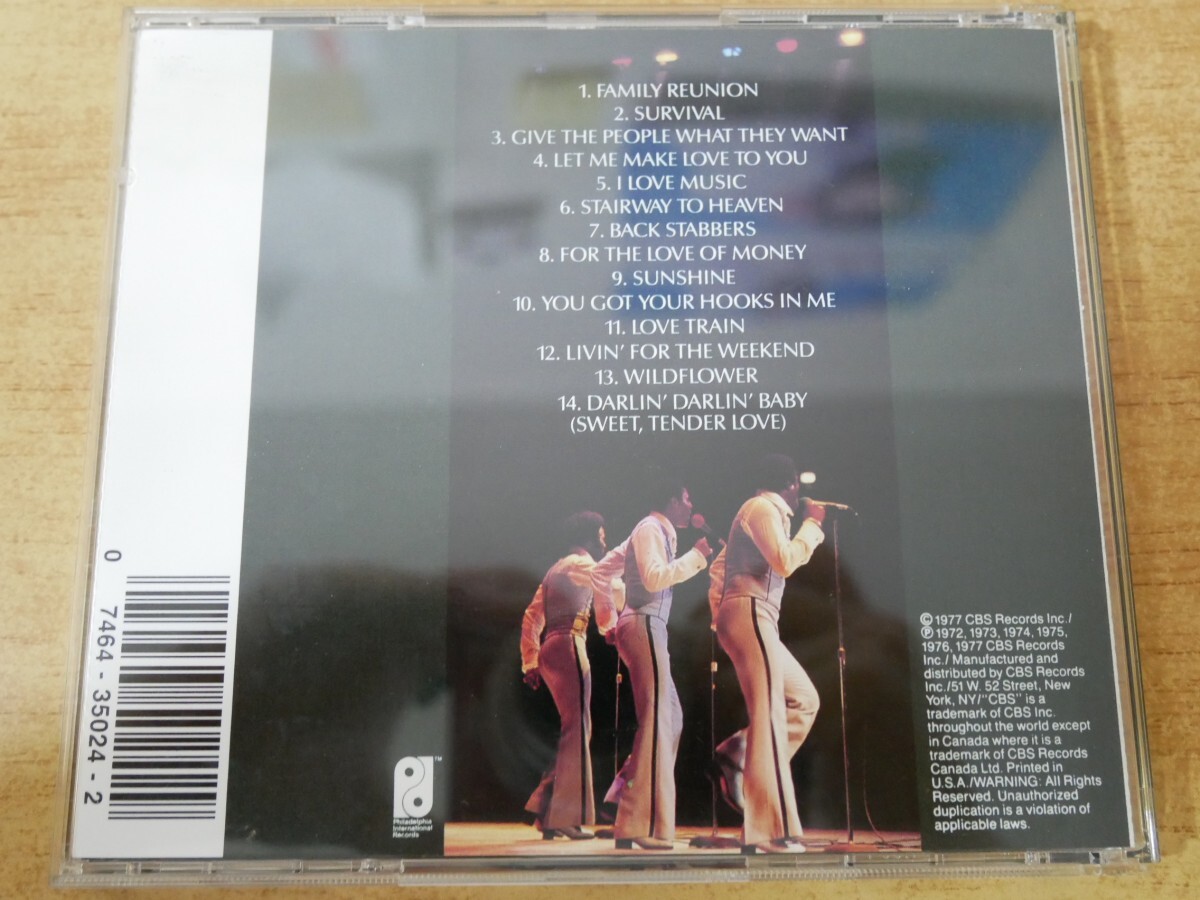 1. FAMILY REUNION
2. SURVIVAL
3. GIVE THE PEOPLE WHAT THEY WANT
4. LET ME MAKE LOVE TO YOU
5. I LOVE MUSIC
6. STAIRWAY TO HEAVEN
7. BACK STABBERS
8. FOR THE LOVE OF MONEY
9. SUNSHINE
10. YOU GOT YOUR HOOKS IN ME
11. LOVE TRAIN
12. LIVIN' FOR THE WEEKEND
13. WILDFLOWER
14. DARLIN' DARLIN' BABY
(SWEET, TENDER LOVE)
0 7464-35024-2
TM
Philadelphia
International
Records
© 1977 CBS Records Inc./
℗ 1972, 1973, 1974, 1975,
1976, 1977 CBS Records
Inc./ Manufactured and
distributed by CBS Records
Inc./51 W. 52 Street, New
York, NY/"CBS" is a
trademark of CBS Inc.
throughout the world except
in Canada where it is a
trademark of CBS Records
Canada Ltd. Printed in
U.S.A./WARNING: All Rights
Reserved. Unauthorized
duplication is a violation of
applicable laws.